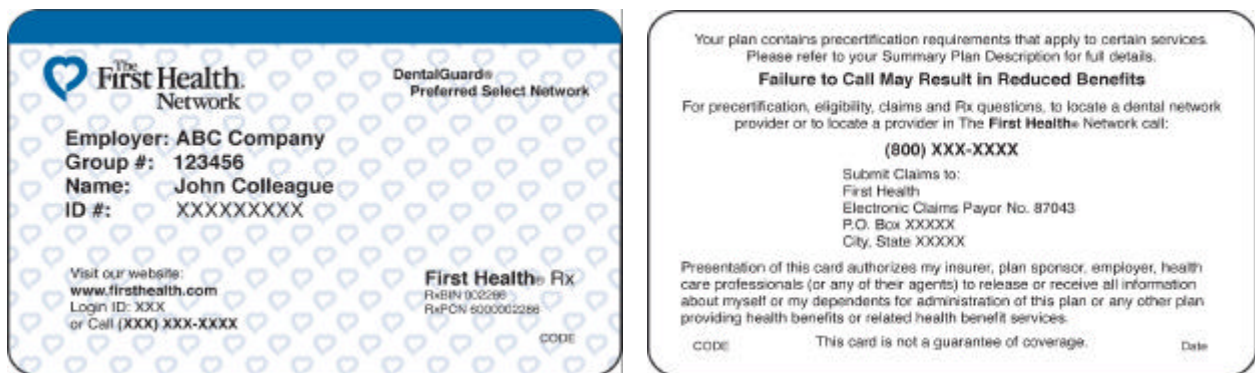 The
First Health®
Network
DentalGuard®
Preferred Select Network
Employer: ABC Company
Group #: 123456
Name: John Colleague
ID #: XXXXXXXXX
Visit our website:
www.firsthealth.com
Login ID: XXX
or Call (XXX) XXX-XXXX
First Health® Rx
RxBIN 002286
RxPCN 6000002286
CODE
Your plan contains precertification requirements that apply to certain services.
Please refer to your Summary Plan Description for full details.
Failure to Call May Result in Reduced Benefits
For precertification, eligibility, claims and Rx questions, to locate a dental network
provider or to locate a provider in The First Health® Network call:
(800) XXX-XXXX
Submit Claims to:
First Health
Electronic Claims Payor No. 87043
P.O. Box XXXXX
City, State XXXXX
Presentation of this card authorizes my insurer, plan sponsor, employer, health
care professionals (or any of their agents) to release or receive all information
about myself or my dependents for administration of this plan or any other plan
providing health benefits or related health benefit services.
CODE This card is not a guarantee of coverage. Date